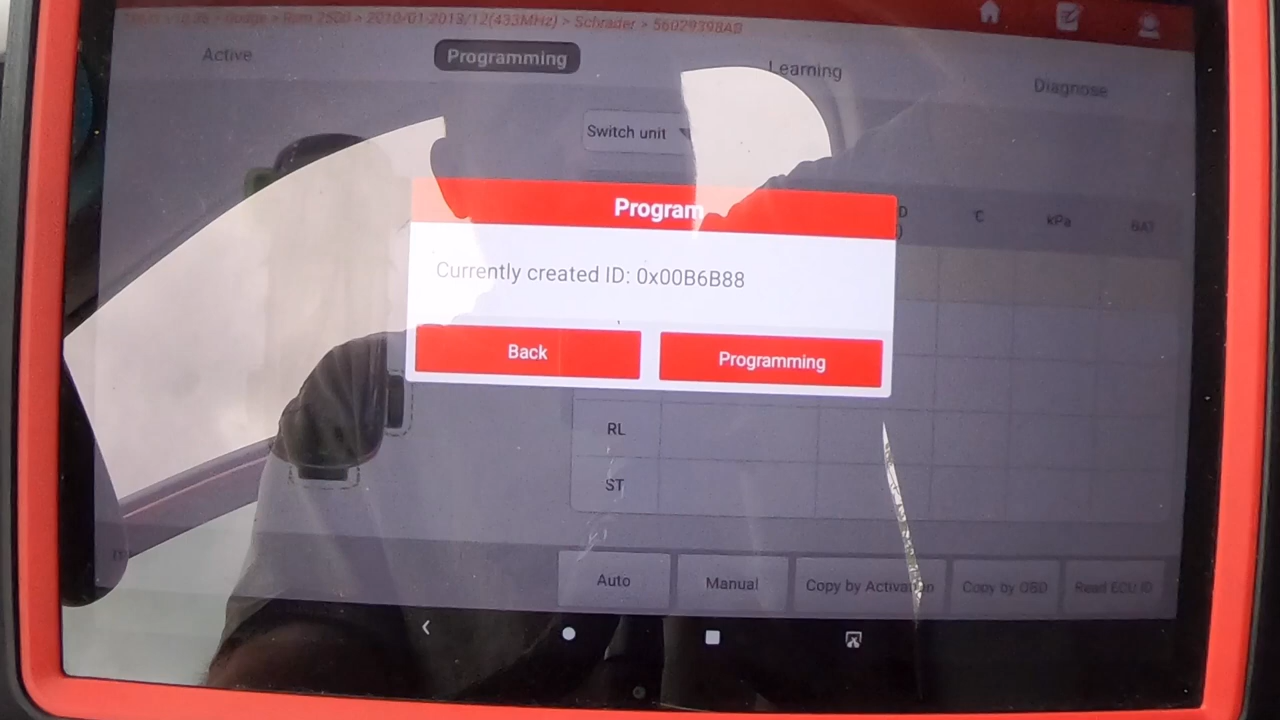 > Dodge > Ram 2500 > 2010/01-2013/12(433MHz) > Schrader > 56029398AB
Active
Programming
Learning
Diagnose
Switch unit
°C
kPa
BAT
Program
Currently created ID: 0x00B6B88
Back
Programming
RL
ST
Auto
Manual
Copy by Activation
Copy by OBD
Read ECU ID